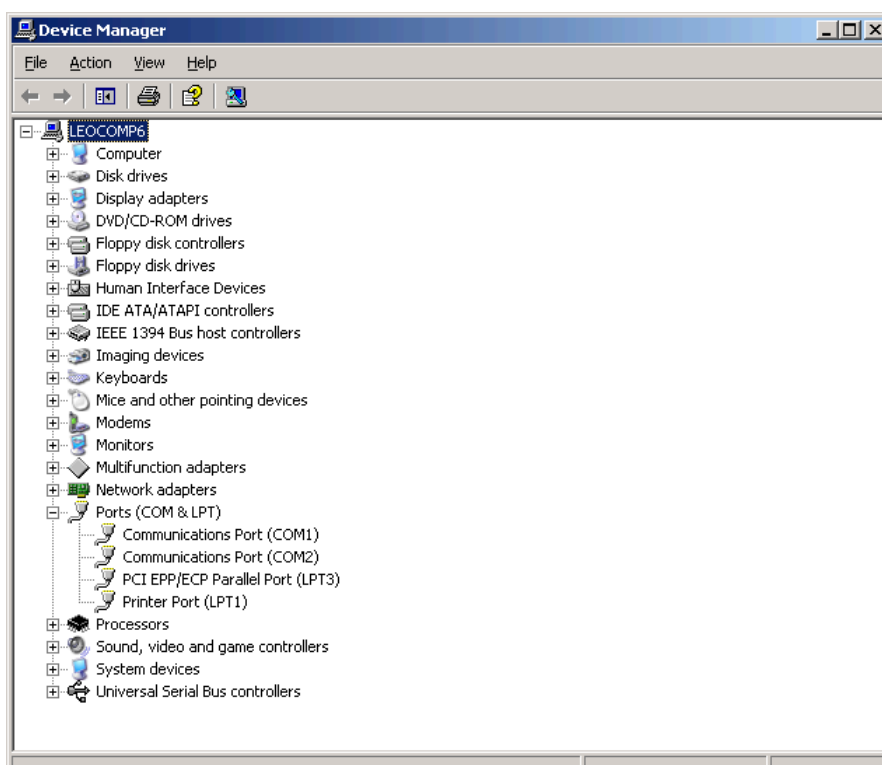 Device Manager
File Action View Help
LEOCOMP6
Computer
Disk drives
Display adapters
DVD/CD-ROM drives
Floppy disk controllers
Floppy disk drives
Human Interface Devices
IDE ATA/ATAPI controllers
IEEE 1394 Bus host controllers
Imaging devices
Keyboards
Mice and other pointing devices
Modems
Monitors
Multifunction adapters
Network adapters
Ports (COM & LPT)
Communications Port (COM1)
Communications Port (COM2)
PCI EPP/ECP Parallel Port (LPT3)
Printer Port (LPT1)
Processors
Sound, video and game controllers
System devices
Universal Serial Bus controllers